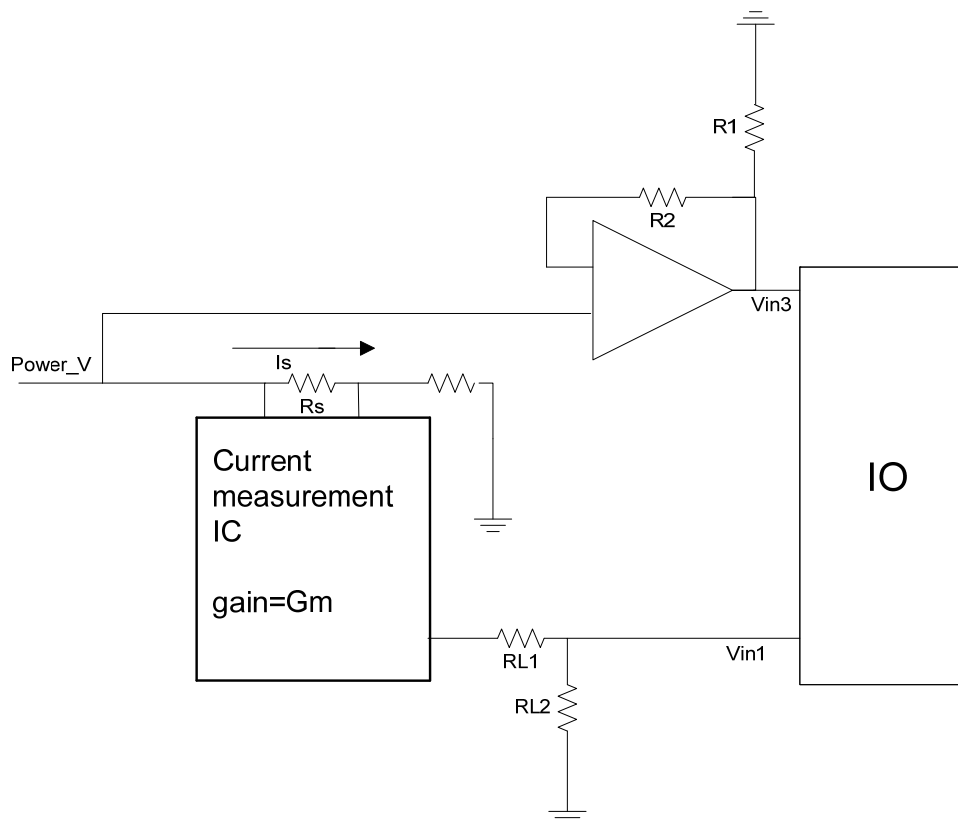 R1
R2
Vin3
Power_V
Is
Rs
Current
measurement
IC
gain=Gm
IO
RL1
Vin1
RL2